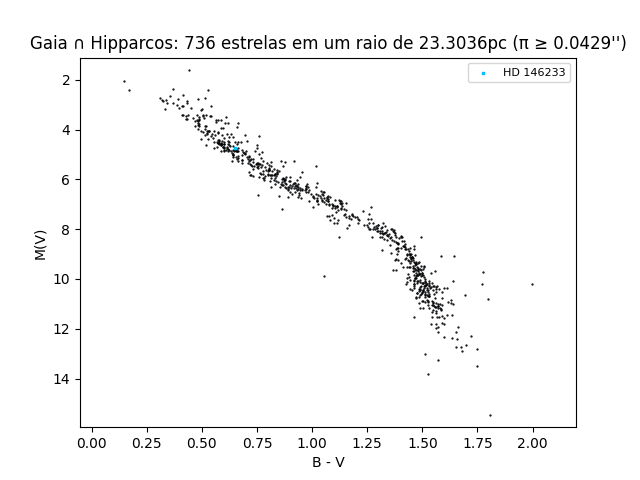 Gaia ∩ Hipparcos: 736 estrelas em um raio de 23.3036pc (π ≥ 0.0429'')
HD 146233
M(V)
2
4
6
8
10
12
14
0.00 0.25 0.50 0.75 1.00 1.25 1.50 1.75 2.00
B - V